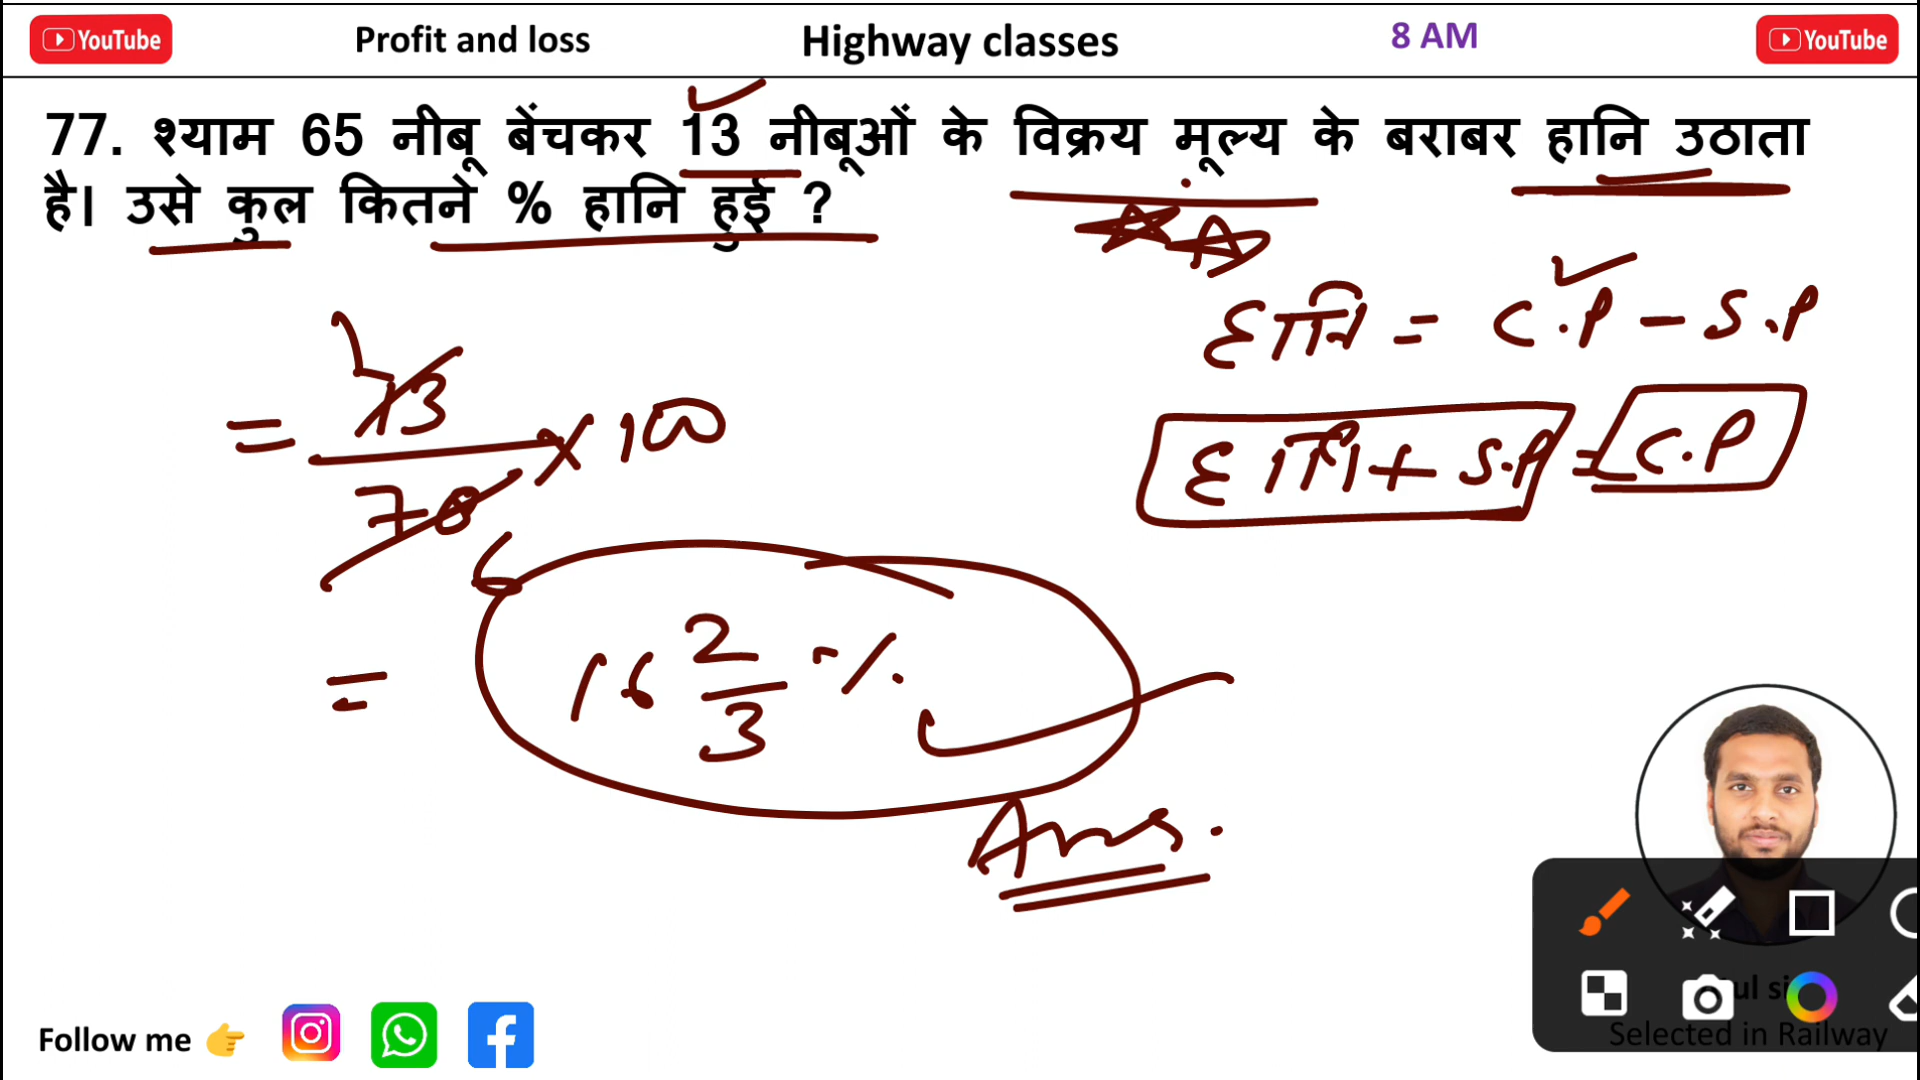 YouTube Profit and loss Highway classes 8 AM YouTube
77. श्याम 65 नीबू बेंचकर 13 नीबूओं के विक्रय मूल्य के बराबर हानि उठाता
है। उसे कुल कितने % हानि हुई ?
हानि = C.P - S.P
हानि + S.P = C.P
= 13/78 × 100
6
= 16 2/3 %
Ans.
Selected in Railway
Follow me